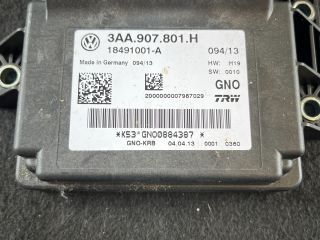 3AA.907.801.H
18491001-A
094/13
Made in Germany 094/13
HW: H19
SW: 0010
GNO
2000000007987029
TRW
*K53*GNO0884387 *
GNO-KRB 04.04.13 0001 0360